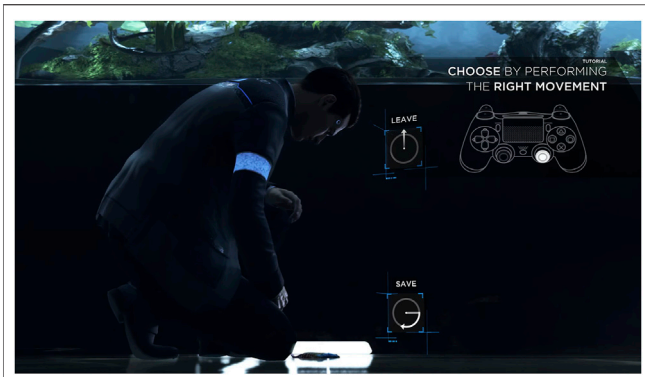 TUTORIAL
CHOOSE BY PERFORMING
THE RIGHT MOVEMENT
LEAVE
SAVE